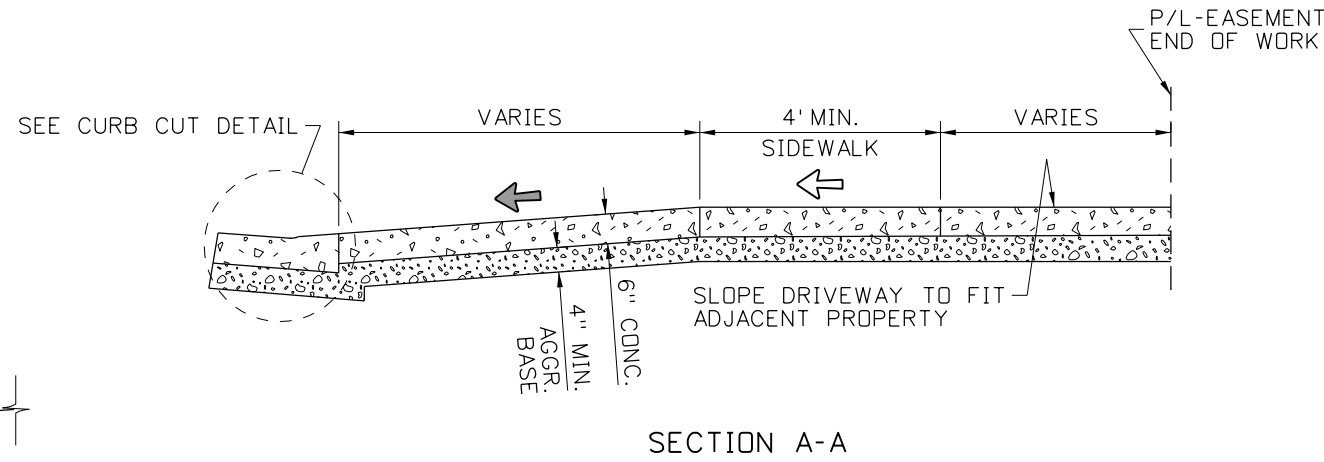 P/L-EASEMENT
END OF WORK
SEE CURB CUT DETAIL
VARIES
4' MIN.
SIDEWALK
VARIES
SLOPE DRIVEWAY TO FIT
ADJACENT PROPERTY
6" CONC.
4" MIN.
AGGR.
BASE
SECTION A-A